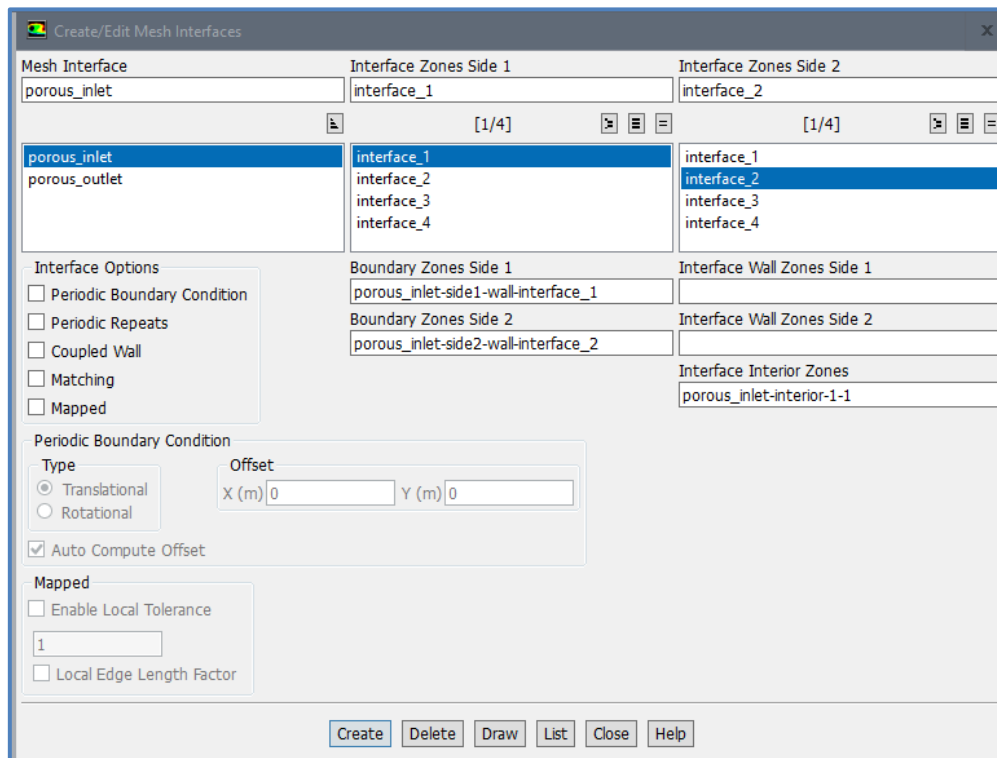 Create/Edit Mesh Interfaces
x
Mesh Interface
Interface Zones Side 1
Interface Zones Side 2
porous_inlet
interface_1
interface_2
[1/4]
[1/4]
porous_inlet
porous_outlet
interface_1
interface_2
interface_3
interface_4
interface_1
interface_2
interface_3
interface_4
Interface Options
Periodic Boundary Condition
Periodic Repeats
Coupled Wall
Matching
Mapped
Boundary Zones Side 1
porous_inlet-side1-wall-interface_1
Boundary Zones Side 2
porous_inlet-side2-wall-interface_2
Interface Wall Zones Side 1
Interface Wall Zones Side 2
Interface Interior Zones
porous_inlet-interior-1-1
Periodic Boundary Condition
Type
Translational
Rotational
Offset
X (m) 0
Y (m) 0
Auto Compute Offset
Mapped
Enable Local Tolerance
1
Local Edge Length Factor
Create
Delete
Draw
List
Close
Help